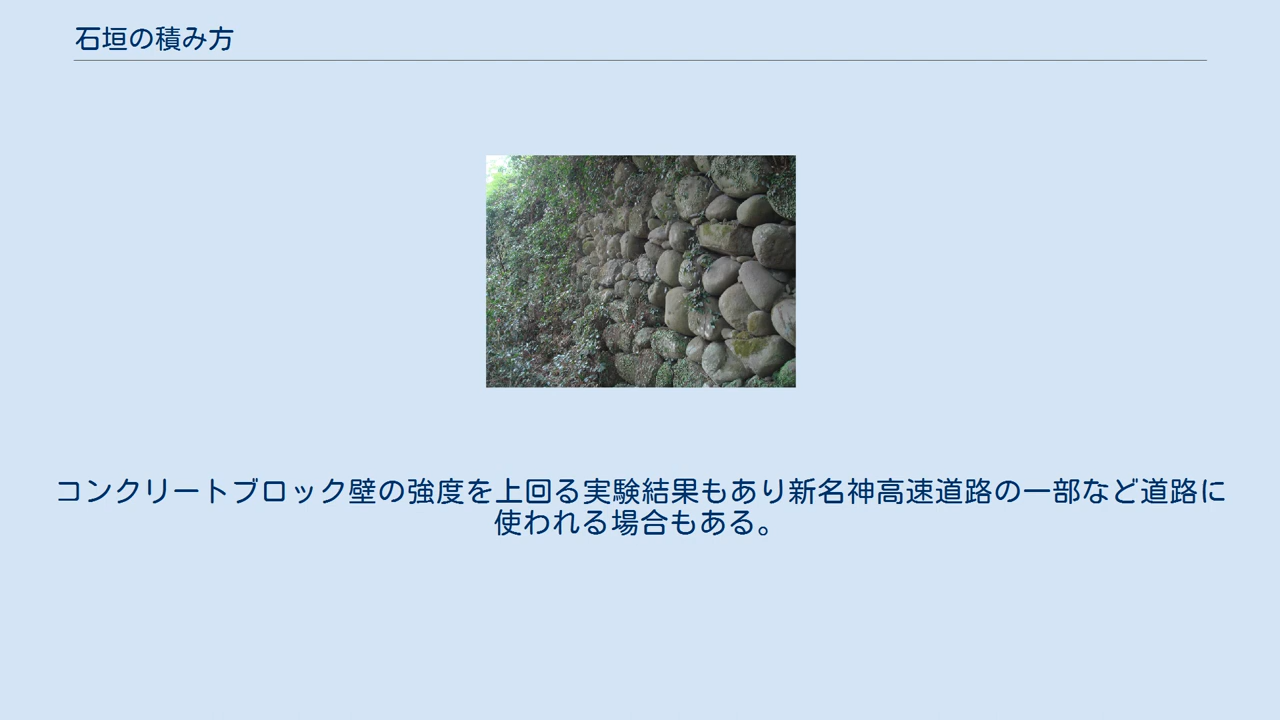 石垣の積み方
コンクリートブロック壁の強度を上回る実験結果もあり新名神高速道路の一部など道路に
使われる場合もある。